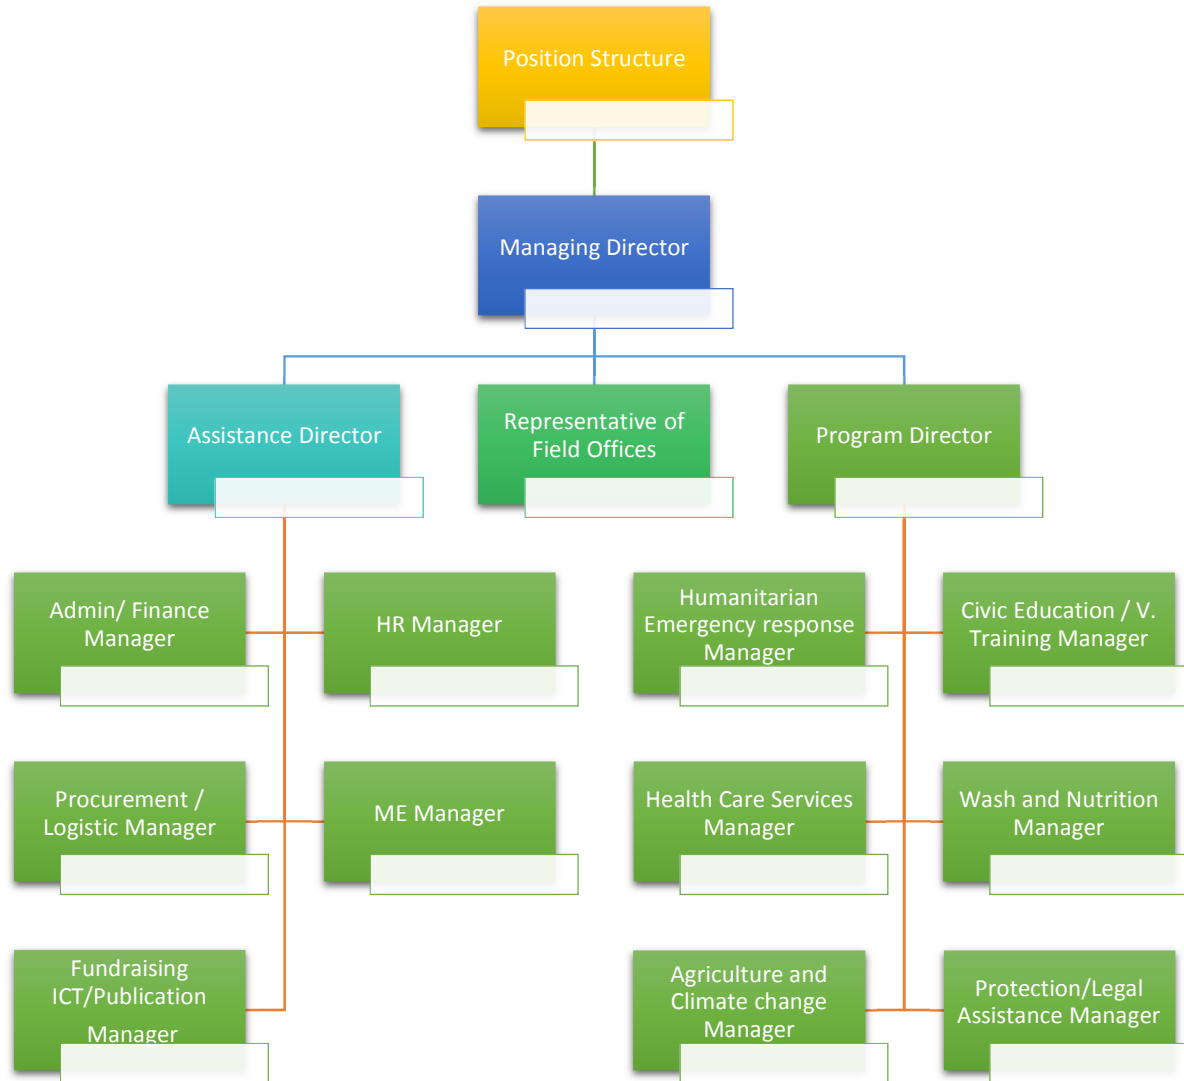 Position Structure
Managing Director
Assistance Director
Representative of
Field Offices
Program Director
Admin/ Finance
Manager
HR Manager
Humanitarian
Emergency response
Manager
Civic Education / V.
Training Manager
Procurement /
Logistic Manager
ME Manager
Health Care Services
Manager
Wash and Nutrition
Manager
Fundraising
ICT/Publication
Manager
Agriculture and
Climate change
Manager
Protection/Legal
Assistance Manager